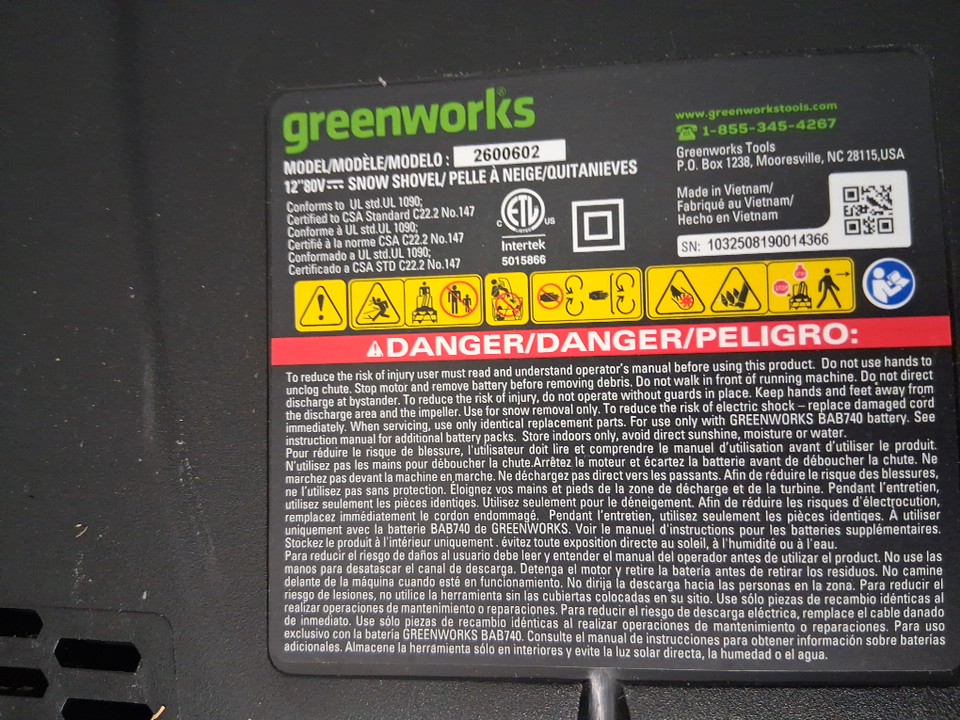 greenworks®
MODEL/MODÈLE/MODELO : 2600602
12"80V⎓ SNOW SHOVEL/ PELLE À NEIGE/QUITANIEVES
Conforms to UL std.UL 1090;
Certified to CSA Standard C22.2 No.147
Conforme à UL std.UL 1090;
Certifié à la norme CSA C22.2 No.147
Conformado a UL std.UL 1090;
Certificado a CSA STD C22.2 No.147
C ETL US
Intertek
5015866
www.greenworkstools.com
1-855-345-4267
Greenworks Tools
P.O. Box 1238, Mooresville, NC 28115,USA
Made in Vietnam/
Fabriqué au Vietnam/
Hecho en Vietnam
SN: 1032508190014366
STOP
DANGER/DANGER/PELIGRO:
To reduce the risk of injury user must read and understand operator's manual before using this product. Do not use hands to
unclog chute. Stop motor and remove battery before removing debris. Do not walk in front of running machine. Do not direct
discharge at bystander. To reduce the risk of injury, do not operate without guards in place. Keep hands and feet away from
the discharge area and the impeller. Use for snow removal only. To reduce the risk of electric shock – replace damaged cord
immediately. When servicing, use only identical replacement parts. For use only with GREENWORKS BAB740 battery. See
instruction manual for additional battery packs. Store indoors only, avoid direct sunshine, moisture or water.
Pour réduire le risque de blessure, l'utilisateur doit lire et comprendre le manuel d'utilisation avant d'utiliser le produit.
N'utilisez pas les mains pour déboucher la chute.Arrêtez le moteur et écartez la batterie avant de déboucher la chute. Ne
marchez pas devant la machine en marche. Ne déchargez pas direct vers les passants. Afin de réduire le risque des blessures,
ne l'utilisez pas sans protection. Éloignez vos mains et pieds de la zone de décharge et de la turbine. Pendant l'entretien,
utilisez seulement les pièces identiqes. Utilisez seulement pour le déneigement. Afin de réduire les risques d'électrocution,
remplacez immédiatement le cordon endommagé. Pendant l'entretien, utilisez seulement les pièces identiqes. À utiliser
uniquement avec la batterie BAB740 de GREENWORKS. Voir le manuel d'instructions pour les batteries supplémentaires.
Stockez le produit à l'intérieur uniquement . évitez toute exposition directe au soleil, à l'humidité ou à l'eau.
Para reducir el riesgo de daños al usuario debe leer y entender el manual del operador antes de utilizar el producto. No use las
manos para desatascar el canal de descarga. Detenga el motor y retire la batería antes de retirar los residuos. No camine
delante de la máquina cuando esté en funcionamiento. No dirija la descarga hacia las personas en la zona. Para reducir el
riesgo de lesiones, no utilice la herramienta sin las cubiertas colocadas en su sitio. Use sólo piezas de recambio idénticas al
realizar operaciones de mantenimiento o reparaciones. Para reducir el riesgo de descarga eléctrica, remplace el cable danado
de inmediato. Use sólo piezas de recambio idénticas al realizar operaciones de mantenimiento o reparaciones. Para uso
exclusivo con la batería GREENWORKS BAB740. Consulte el manual de instrucciones para obtener información sobre baterías
adicionales. Almacene la herramienta sólo en interiores y evite la luz solar directa, la humedad o el agua.